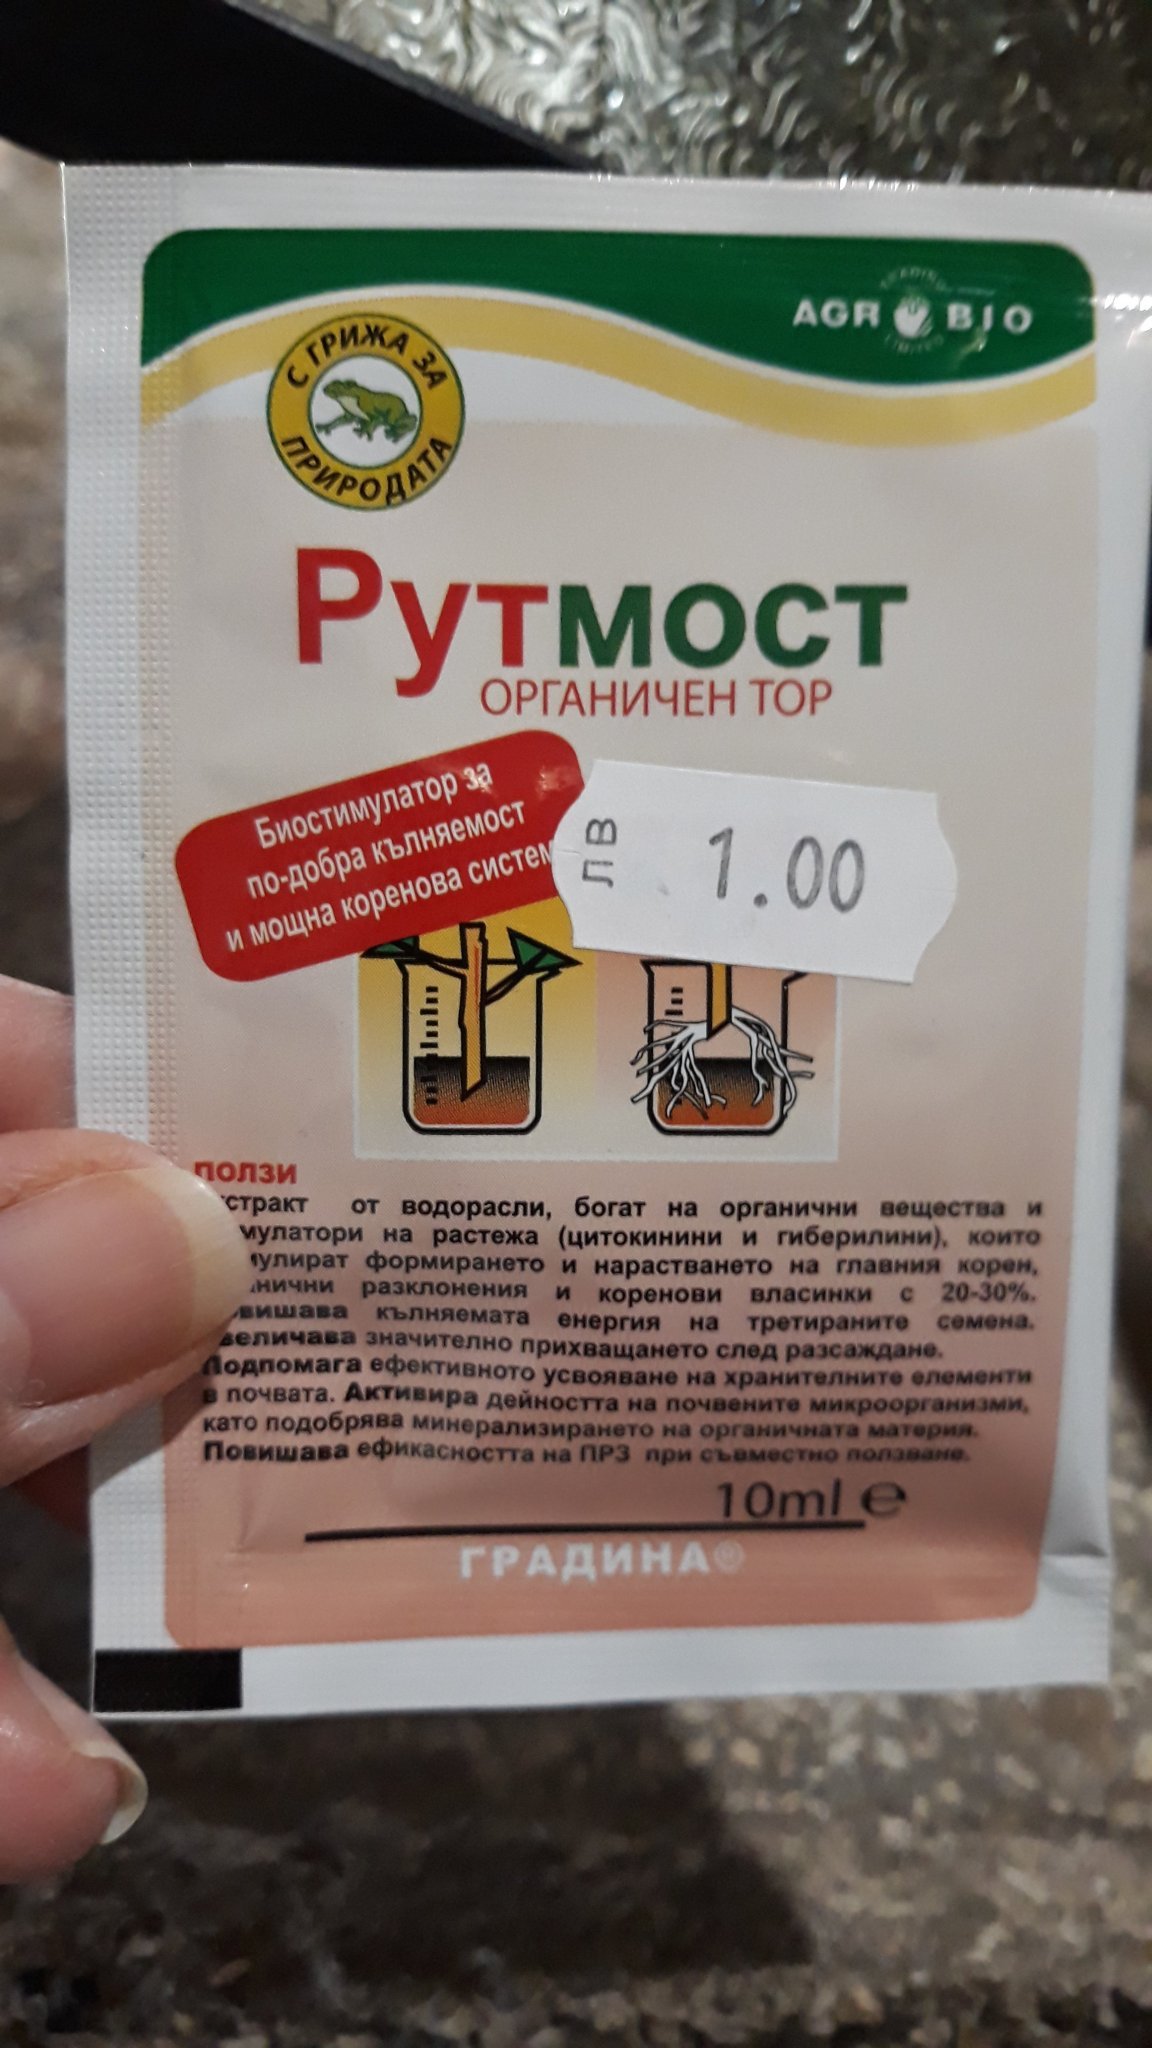 TRADING
AGR BIO
LIMITED
С ГРИЖА ЗА
ПРИРОДАТА
Рутмост
ОРГАНИЧЕН ТОР
Биостимулатор за
по-добра кълняемост
и мощна коренова систем
ЛВ 1.00
ПОЛЗИ
от водорасли, богат на органични вещества и
на растежа (цитокинини и гиберилини), които
формирането и нарастването на главния корен,
разклонения и коренови власинки с 20-30%.
кълняемата енергия на третираните семена.
значително прихващането след разсаждане.
Подпомага ефективното усвояване на хранителните елементи
в почвата. Активира дейността на почвените микроорганизми,
като подобрява минерализирането на органичната материя.
Повишава ефикасността на ПРЗ при съвместно ползване.
10ml e
ГРАДИНА®